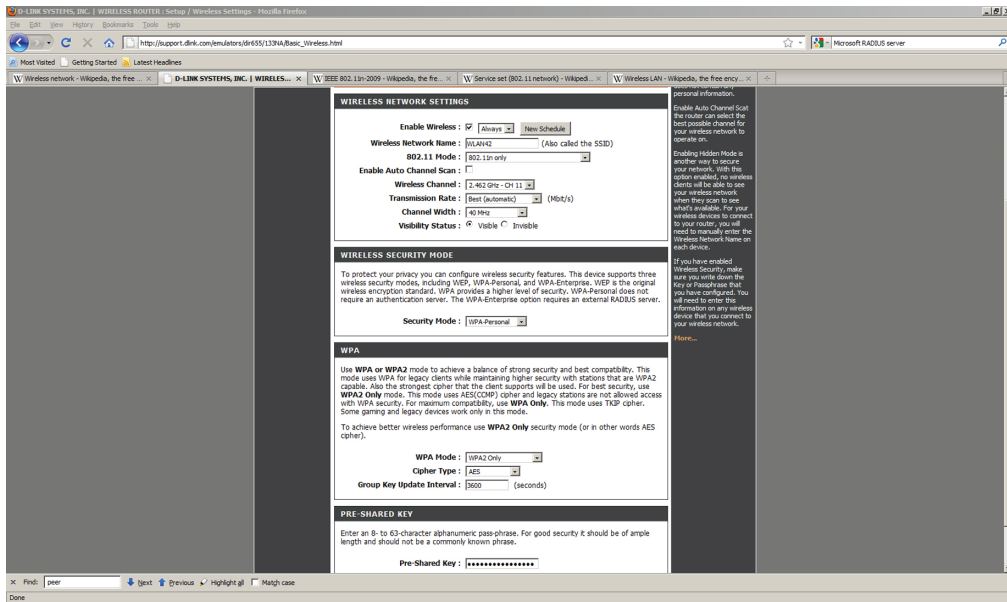 D-LINK SYSTEMS, INC. | WIRELESS ROUTER : Setup / Wireless Settings - Mozilla Firefox
File Edit View History Bookmarks Tools Help
http://support.dlink.com/emulators/dir655/133NA/Basic_Wireless.html
Microsoft RADIUS server
Most Visited Getting Started Latest Headlines
Wireless network - Wikipedia, the free ...
D-LINK SYSTEMS, INC. | WIRELES...
IEEE 802.11n-2009 - Wikipedia, the fre...
Service set (802.11 network) - Wikipedi...
Wireless LAN - Wikipedia, the free ency...
WIRELESS NETWORK SETTINGS
Enable Wireless : Always New Schedule
Wireless Network Name : WLAN42 (Also called the SSID)
802.11 Mode : 802.11n only
Enable Auto Channel Scan :
Wireless Channel : 2.462 GHz - CH 11
Transmission Rate : Best (automatic) (Mbit/s)
Channel Width : 40 MHz
Visibility Status : Visible Invisible
WIRELESS SECURITY MODE
To protect your privacy you can configure wireless security features. This device supports three
wireless security modes, including WEP, WPA-Personal, and WPA-Enterprise. WEP is the original
wireless encryption standard. WPA provides a higher level of security. WPA-Personal does not
require an authentication server. The WPA-Enterprise option requires an external RADIUS server.
Security Mode : WPA-Personal
WPA
Use WPA or WPA2 mode to achieve a balance of strong security and best compatibility. This
mode uses WPA for legacy clients while maintaining higher security with stations that are WPA2
capable. Also the strongest cipher that the client supports will be used. For best security, use
WPA2 Only mode. This mode uses AES(CCMP) cipher and legacy stations are not allowed access
with WPA security. For maximum compatibility, use WPA Only. This mode uses TKIP cipher.
Some gaming and legacy devices work only in this mode.
To achieve better wireless performance use WPA2 Only security mode (or in other words AES
cipher).
WPA Mode : WPA2 Only
Cipher Type : AES
Group Key Update Interval : 3600 (seconds)
PRE-SHARED KEY
Enter an 8- to 63-character alphanumeric pass-phrase. For good security it should be of ample
length and should not be a commonly known phrase.
Pre-Shared Key : ••••••••••••••••
personal information.
Enable Auto Channel Scat
the router can select the
best possible channel for
your wireless network to
operate on.
Enabling Hidden Mode is
another way to secure
your network. With this
option enabled, no wireless
clients will be able to see
your wireless network
when they scan to see
what's available. For your
wireless devices to connect
to your router, you will
need to manually enter the
Wireless Network Name on
each device.
If you have enabled
Wireless Security, make
sure you write down the
Key or Passphrase that
you have configured. You
will need to enter this
information on any wireless
device that you connect to
your wireless network.
More...
Find: peer Next Previous Highlight all Match case
Done